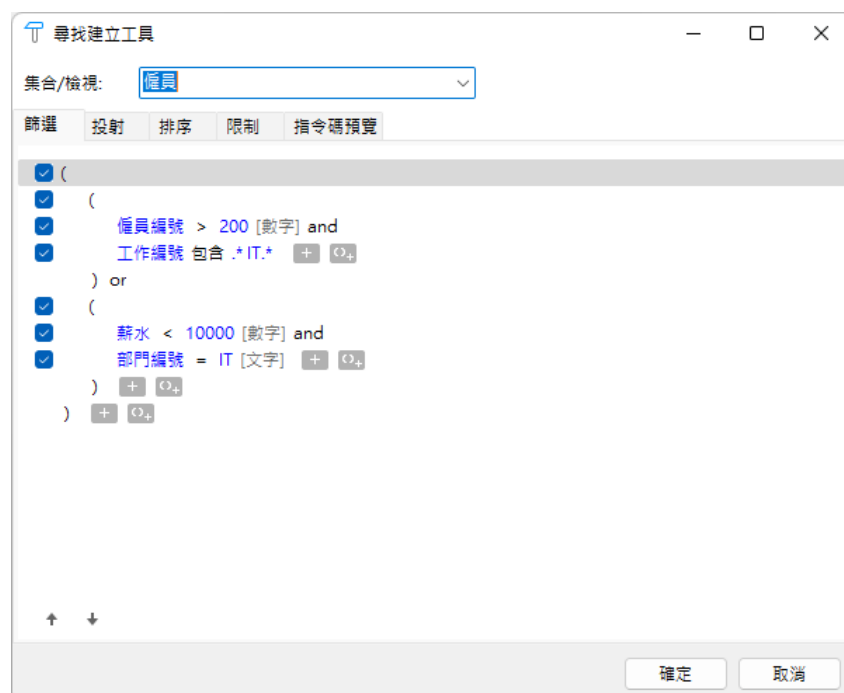 尋找建立工具
集合/檢視: 僱員
篩選 投射 排序 限制 指令碼預覽
(
(
僱員編號 > 200 [數字] and
工作編號 包含 .* IT.*
) or
(
薪水 < 10000 [數字] and
部門編號 = IT [文字]
)
)
確定 取消